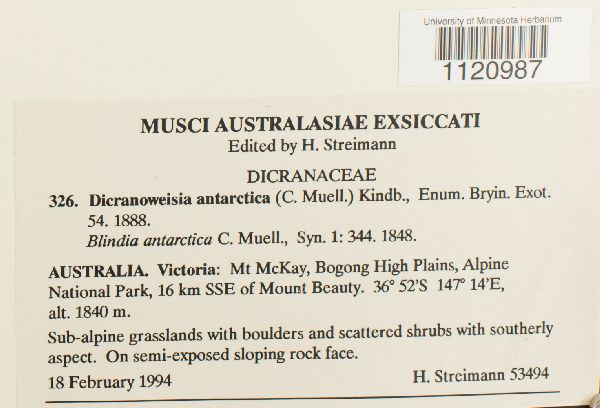 University of Minnesota Herbarium
1120987
MUSCI AUSTRALASIAE EXSICCATI
Edited by H. Streimann
DICRANACEAE
326. Dicranoweisia antarctica (C. Muell.) Kindb., Enum. Bryin. Exot.
54. 1888.
Blindia antarctica C. Muell., Syn. 1: 344. 1848.
AUSTRALIA. Victoria: Mt McKay, Bogong High Plains, Alpine
National Park, 16 km SSE of Mount Beauty. 36° 52'S 147° 14'E,
alt. 1840 m.
Sub-alpine grasslands with boulders and scattered shrubs with southerly
aspect. On semi-exposed sloping rock face.
18 February 1994 H. Streimann 53494